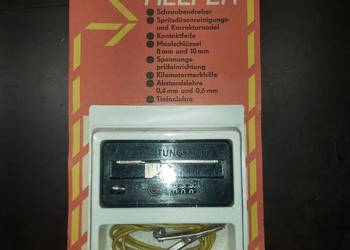 HELFER
Schraubendreher
Spritzdüsenreinigungs-
und Korrekturnadel
Kontaktfeile
Maulschlüssel
8 mm und 10 mm
Spannungs-
prüfeinrichtung
Kilometermerkhilfe
Abstandslehre
0,4 mm und 0,6 mm
Tiefenlehre